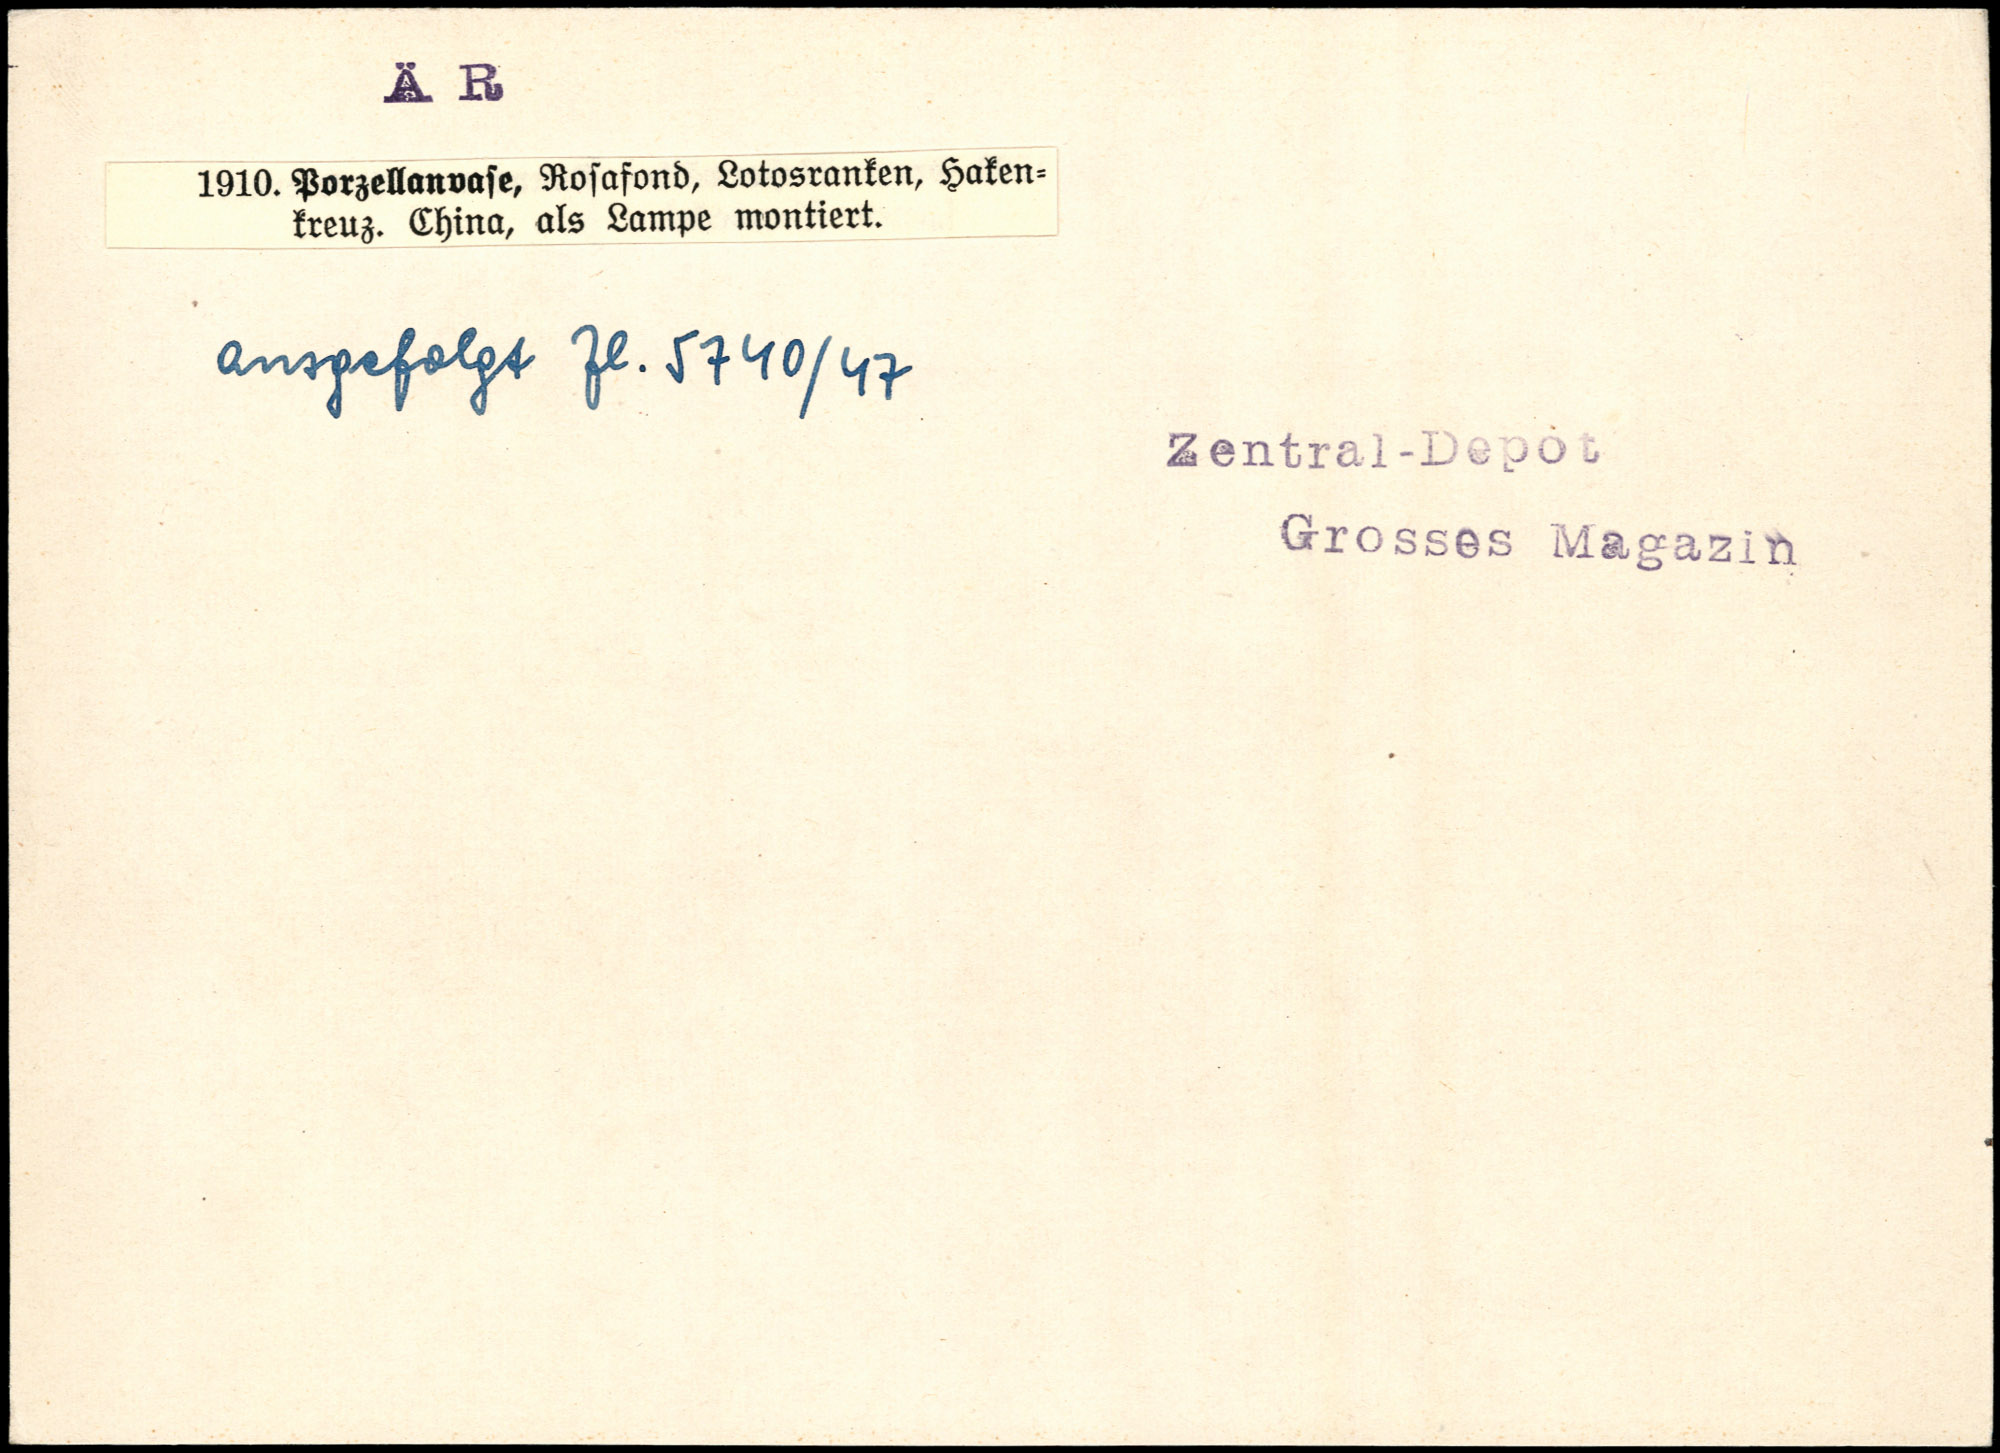 Ä R
1910. Porzellanvase, Rosafond, Lotosranken, Haken-
kreuz. China, als Lampe montiert.
ausgefolgt Zl. 5740/47
Zentral-Depot
Grosses Magazin